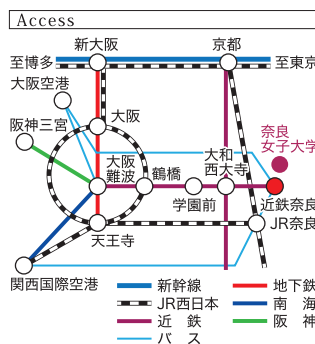 Access
新大阪
京都
至博多
至東京
大阪空港
大阪
阪神三宮
奈良
女子大学
大阪
難波
鶴橋
大和
西大寺
学園前
近鉄奈良
JR奈良
天王寺
関西国際空港
新幹線
地下鉄
JR西日本
南海
近鉄
阪神
バス